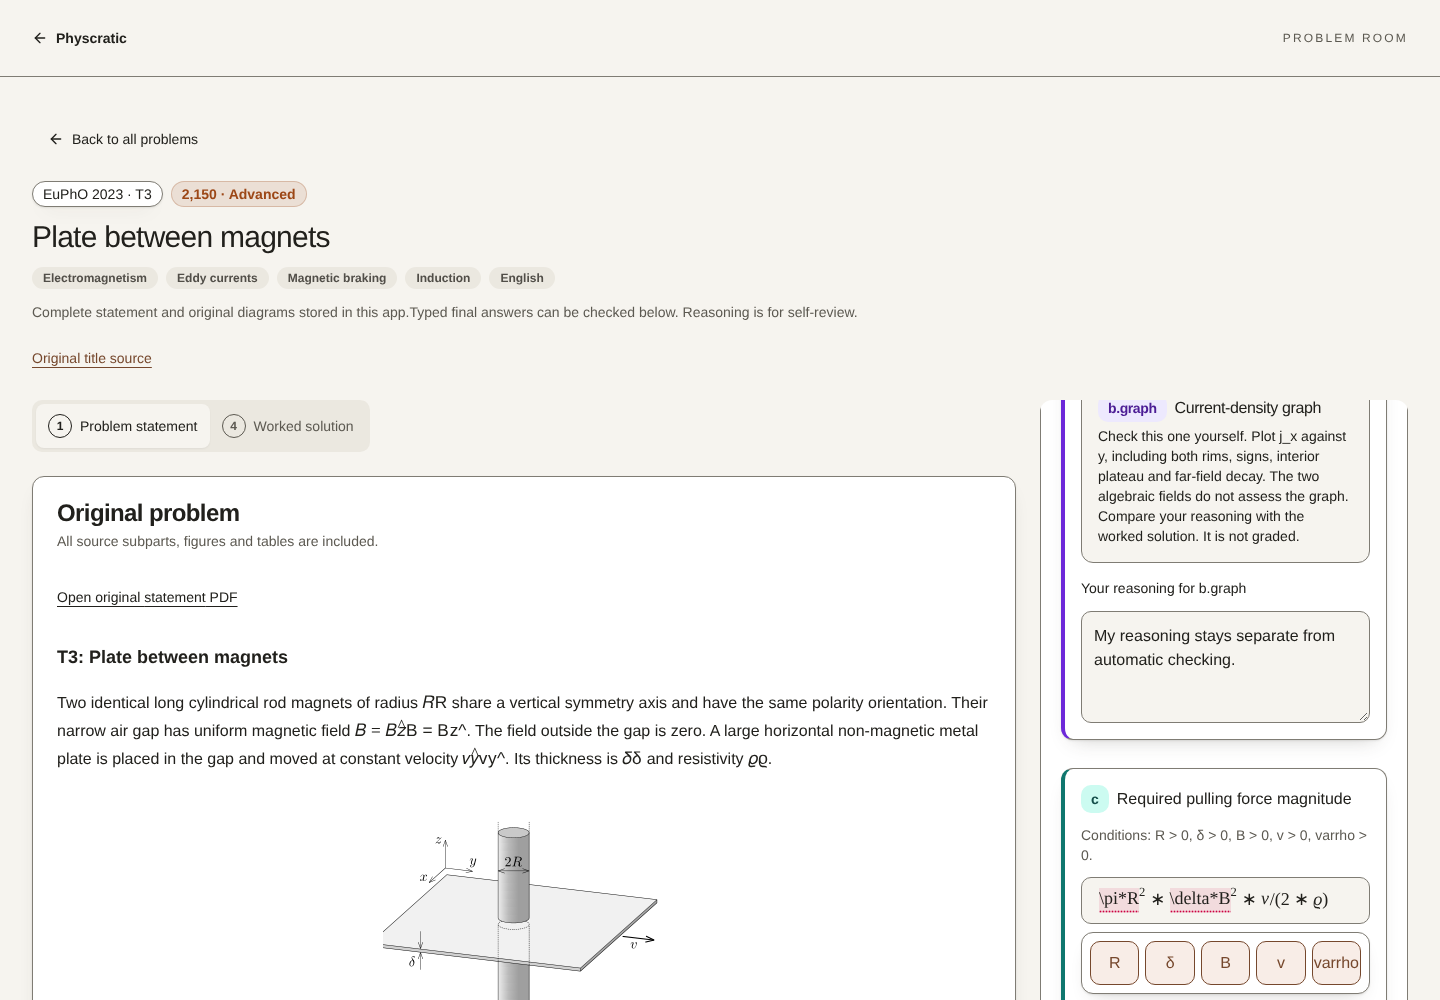 Physcratic
PROBLEM ROOM
Back to all problems
EuPhO 2023 · T3
2,150 · Advanced
Plate between magnets
Electromagnetism
Eddy currents
Magnetic braking
Induction
English
Complete statement and original diagrams stored in this app.Typed final answers can be checked below. Reasoning is for self-review.
Original title source
1 Problem statement
4 Worked solution
Original problem
All source subparts, figures and tables are included.
Open original statement PDF
T3: Plate between magnets
Two identical long cylindrical rod magnets of radius RR share a vertical symmetry axis and have the same polarity orientation. Their
narrow air gap has uniform magnetic field B = Bẑ B = Bz^. The field outside the gap is zero. A large horizontal non-magnetic metal
plate is placed in the gap and moved at constant velocity vŷvy^. Its thickness is δδ and resistivity ϱϱ.
z
y
x
2R
v
δ
b.graph Current-density graph
Check this one yourself. Plot j_x against
y, including both rims, signs, interior
plateau and far-field decay. The two
algebraic fields do not assess the graph.
Compare your reasoning with the
worked solution. It is not graded.
Your reasoning for b.graph
My reasoning stays separate from
automatic checking.
c Required pulling force magnitude
Conditions: R > 0, δ > 0, B > 0, v > 0, varrho >
0.
\pi*R² ∗ \delta*B² ∗ v/(2 ∗ ϱ)
R
δ
B
v
varrho